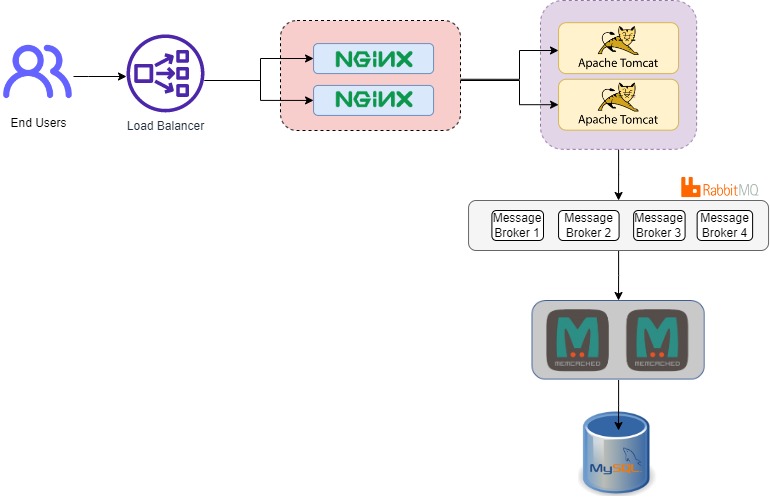 NGiNX
NGiNX
Apache Tomcat
Apache Tomcat
End Users
Load Balancer
RabbitMQ
Message
Broker 1
Message
Broker 2
Message
Broker 3
Message
Broker 4
MEMCACHED
MEMCACHED
MySQL